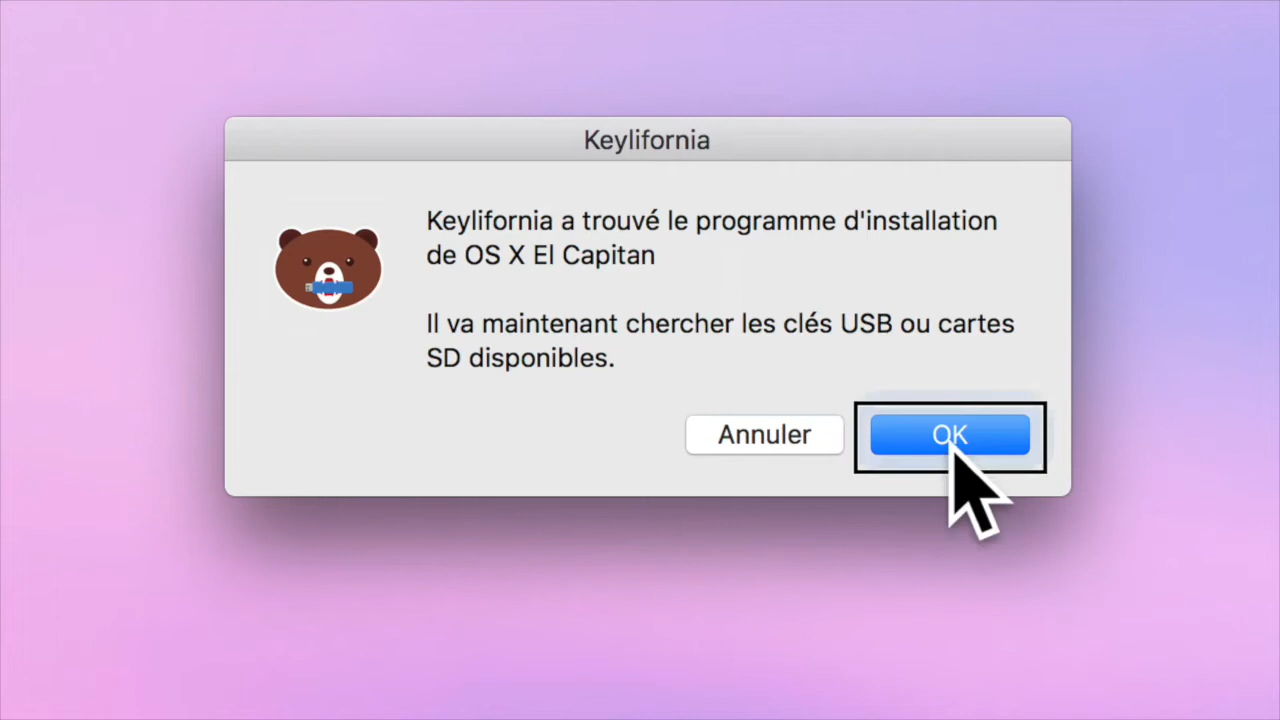 Keylifornia
Keylifornia a trouvé le programme d'installation
de OS X El Capitan
Il va maintenant chercher les clés USB ou cartes
SD disponibles.
Annuler
OK